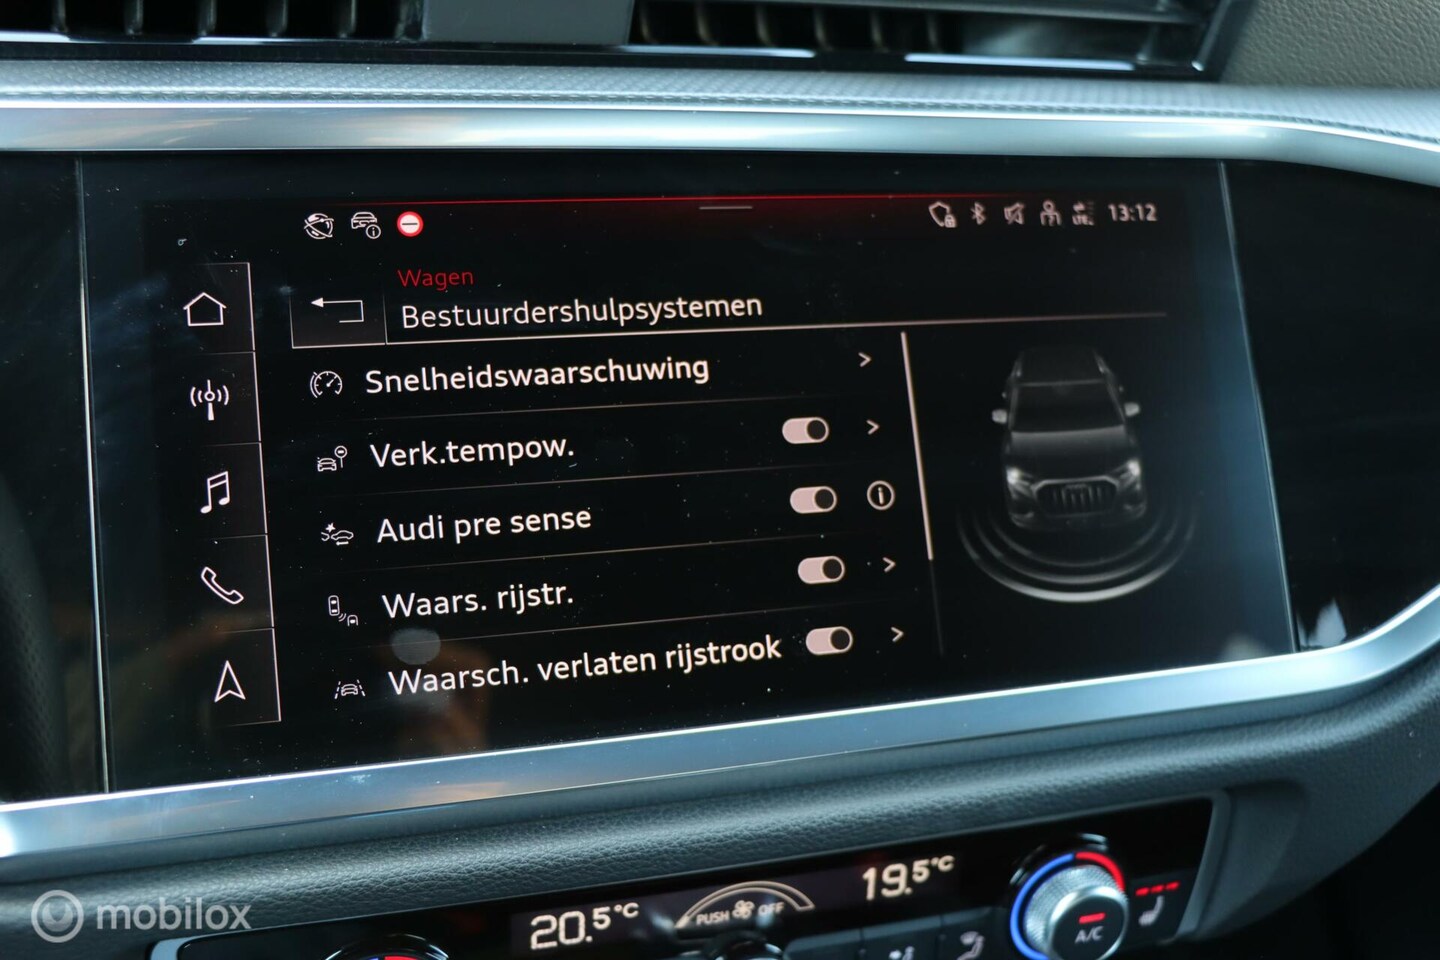 13:12
Wagen
Bestuurdershulpsystemen
Snelheidswaarschuwing
Verk.tempow.
Audi pre sense
Waars. rijstr.
Waarsch. verlaten rijstrook
20.5°C
PUSH OFF
19.5°C
A/C
mobilox